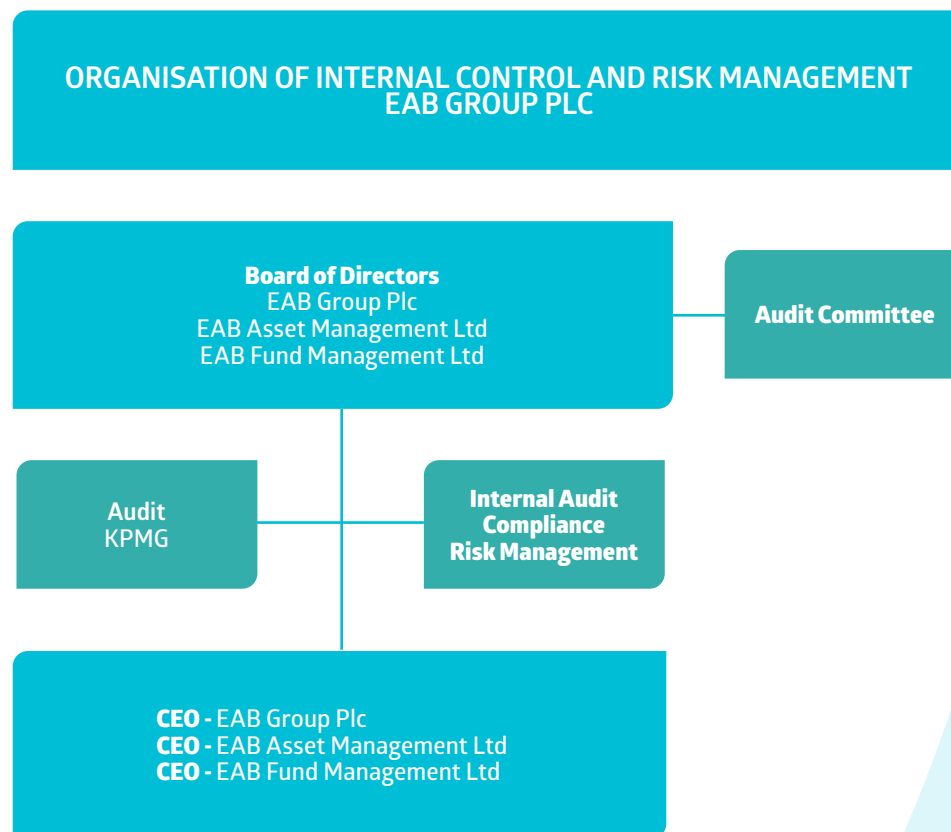 ORGANISATION OF INTERNAL CONTROL AND RISK MANAGEMENT
EAB GROUP PLC
Board of Directors
EAB Group Plc
EAB Asset Management Ltd
EAB Fund Management Ltd
Audit Committee
Audit
KPMG
Internal Audit
Compliance
Risk Management
CEO - EAB Group Plc
CEO - EAB Asset Management Ltd
CEO - EAB Fund Management Ltd